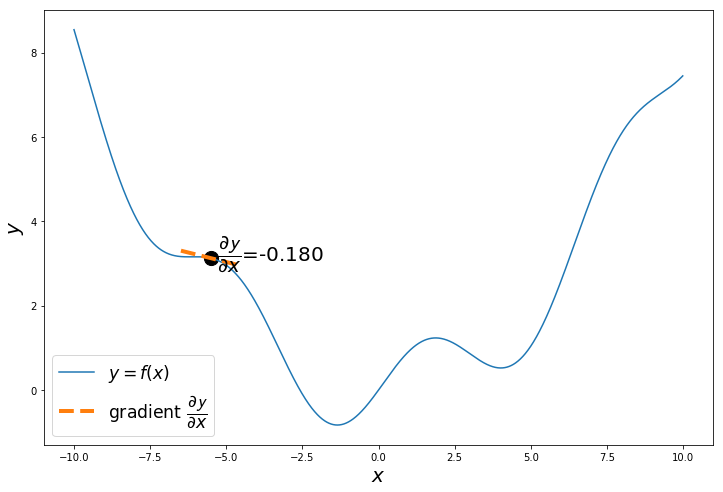 8
6
4
2
0
y
∂y/∂x=-0.180
y = f(x)
gradient ∂y/∂x
−10.0 −7.5 −5.0 −2.5 0.0 2.5 5.0 7.5 10.0
x